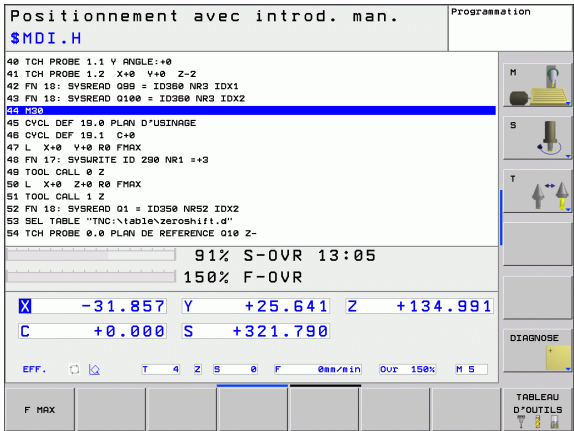 Positionnement avec introd. man.
Programmation
$MDI.H
40 TCH PROBE 1.1 Y ANGLE:+0
41 TCH PROBE 1.2 X+0 Y+0 Z-2
42 FN 18: SYSREAD Q99 = ID360 NR3 IDX1
43 FN 18: SYSREAD Q100 = ID360 NR3 IDX2
44 M30
45 CYCL DEF 19.0 PLAN D'USINAGE
46 CYCL DEF 19.1 C+0
47 L X+0 Y+0 R0 FMAX
48 FN 17: SYSWRITE ID 290 NR1 =+3
49 TOOL CALL 0 Z
50 L X+0 Z+0 R0 FMAX
51 TOOL CALL 1 Z
52 FN 18: SYSREAD Q1 = ID350 NR52 IDX2
53 SEL TABLE "TNC:\table\zeroshift.d"
54 TCH PROBE 0.0 PLAN DE REFERENCE Q10 Z-
M
S
T
91% S-OVR 13:05
150% F-OVR
X -31.857 Y +25.641 Z +134.991
C +0.000 S +321.790
DIAGNOSE
EFF. T 4 Z S 0 F 0mm/min Ovr 150% M 5
F MAX
TABLEAU
D'OUTILS